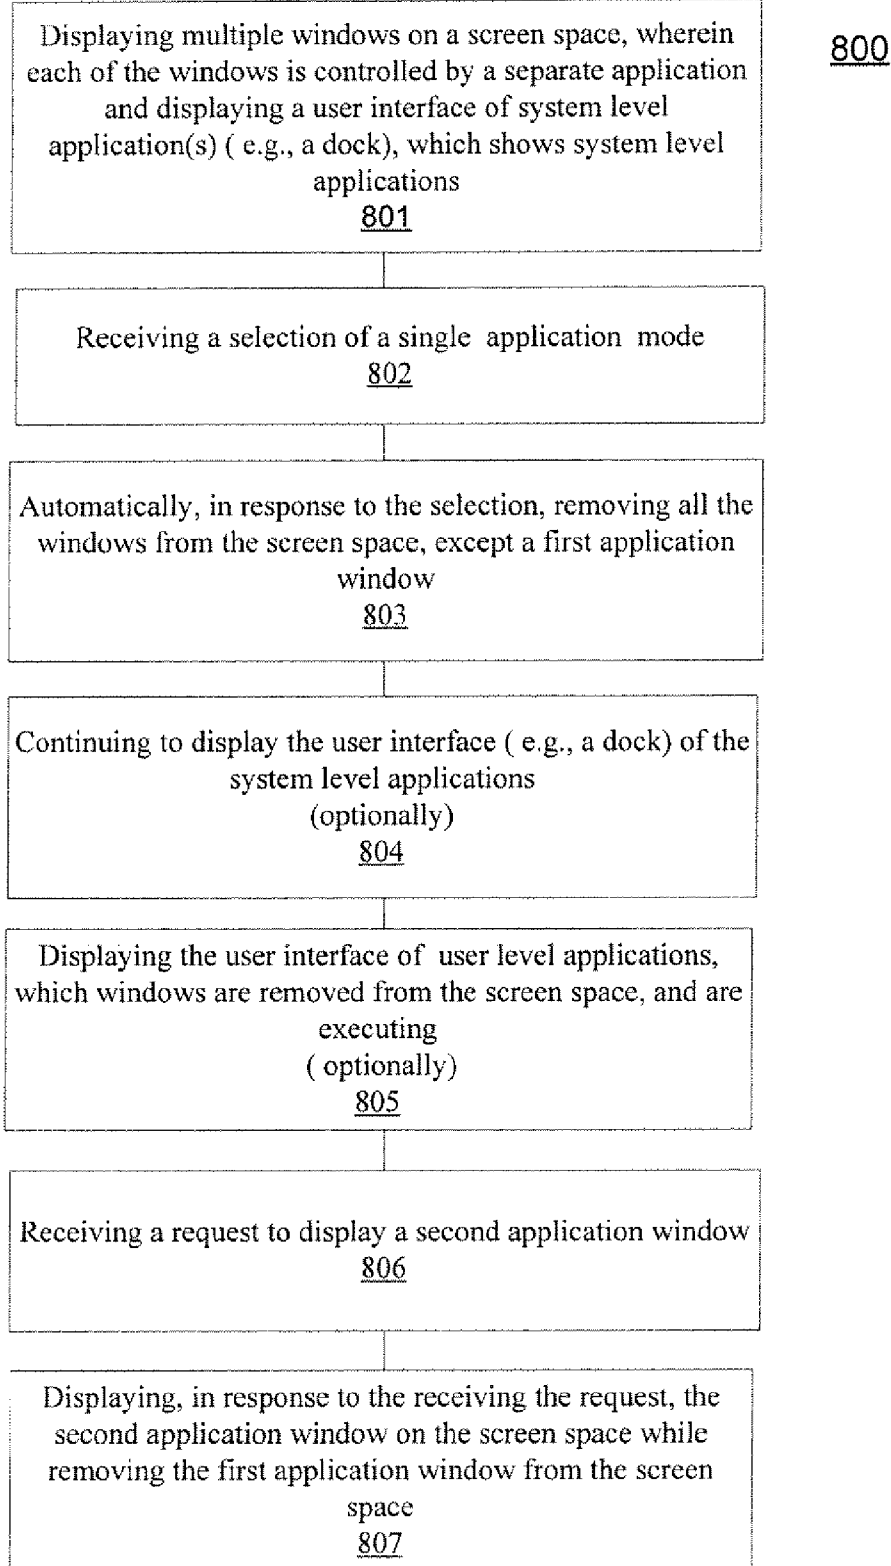 800
Displaying multiple windows on a screen space, wherein
each of the windows is controlled by a separate application
and displaying a user interface of system level
application(s) ( e.g., a dock), which shows system level
applications
801
Receiving a selection of a single application mode
802
Automatically, in response to the selection, removing all the
windows from the screen space, except a first application
window
803
Continuing to display the user interface ( e.g., a dock) of the
system level applications
(optionally)
804
Displaying the user interface of user level applications,
which windows are removed from the screen space, and are
executing
( optionally)
805
Receiving a request to display a second application window
806
Displaying, in response to the receiving the request, the
second application window on the screen space while
removing the first application window from the screen
space
807